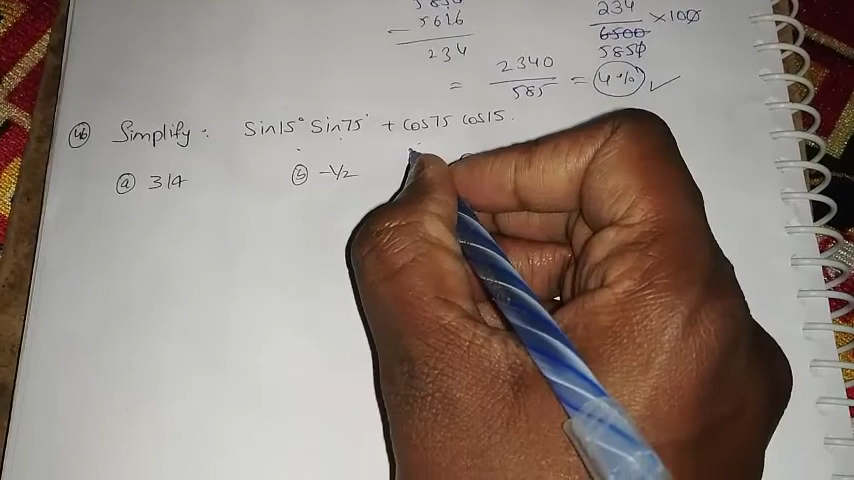 5616
234
234
6500
5850
×100
= 2340/585 = 4% ✓
46 Simplify: Sin15° Sin75° + Cos75 cos15.
a 3/4 b -1/2